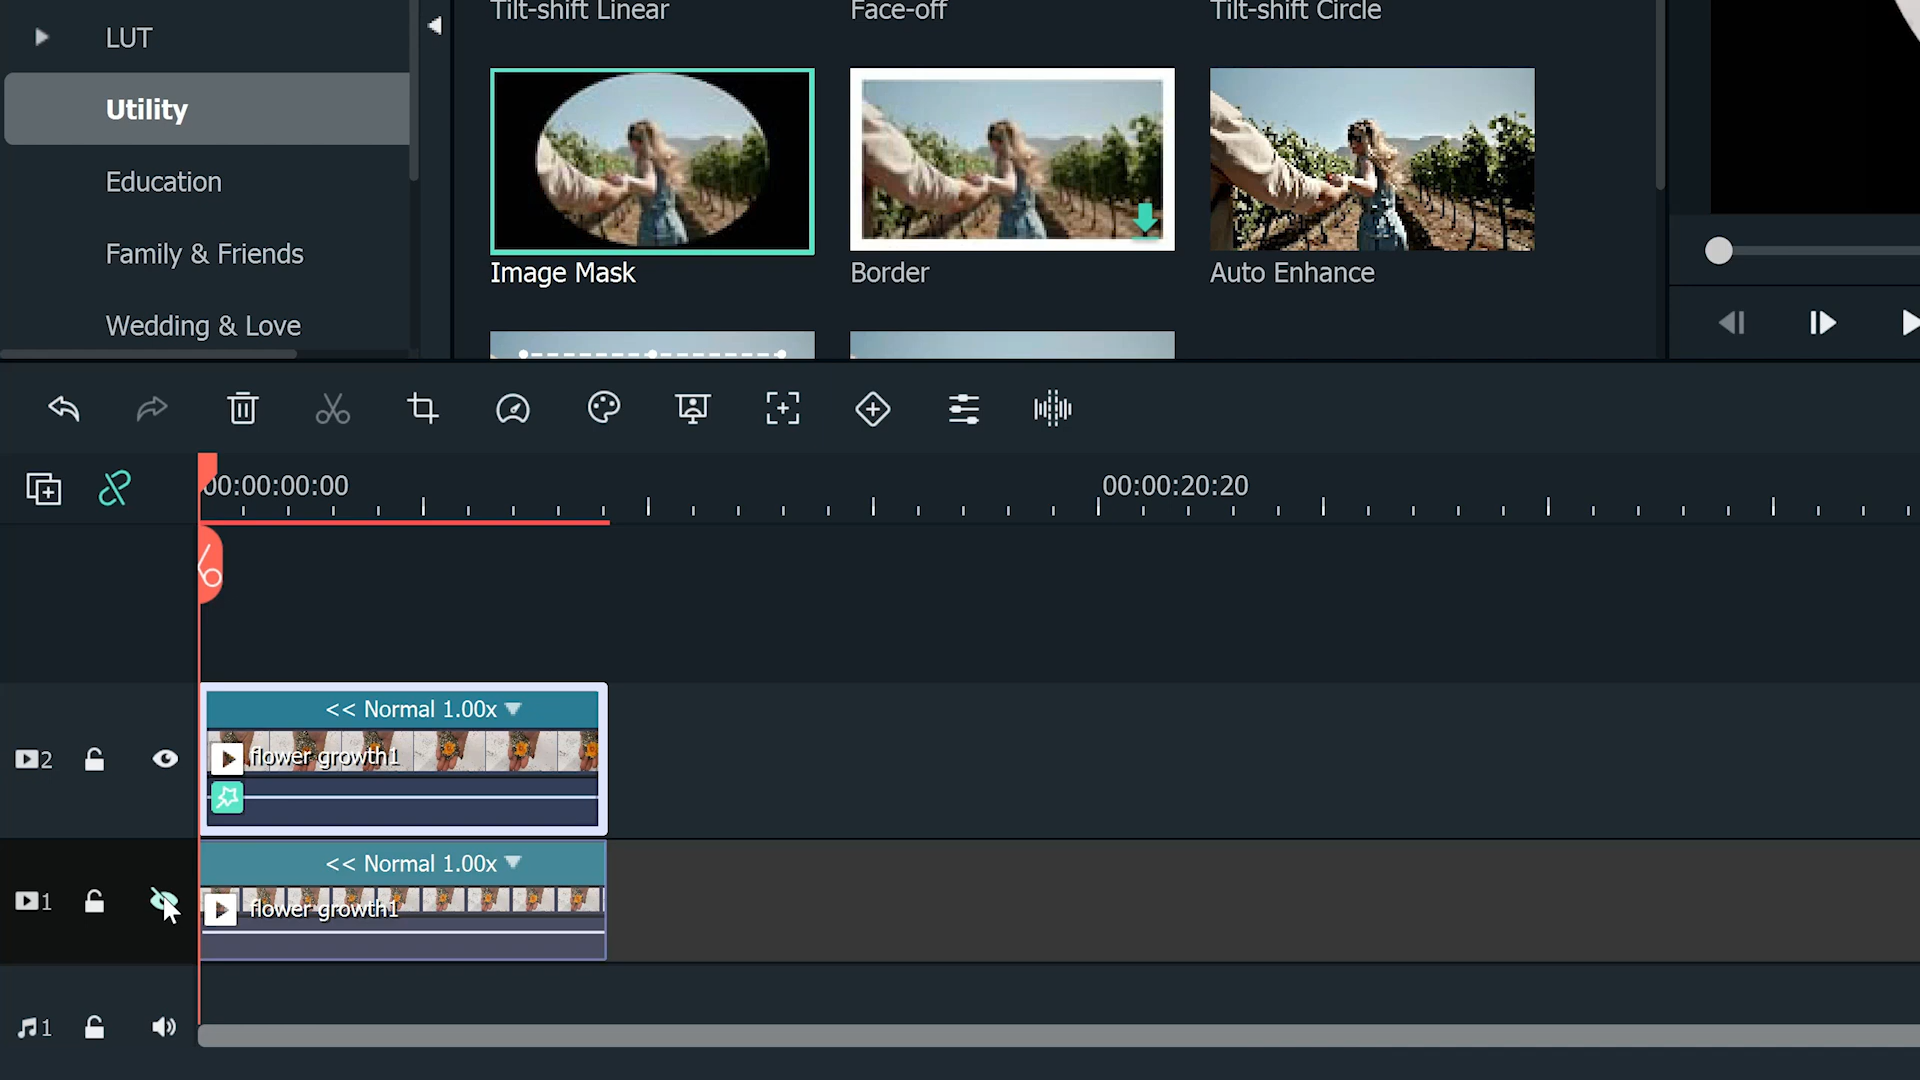 Tilt-shift Linear
Face-off
Tilt-shift Circle
LUT
Utility
Education
Family & Friends
Wedding & Love
Image Mask
Border
Auto Enhance
00:00:00:00
00:00:20:20
<< Normal 1.00x
flower growth1
2
<< Normal 1.00x
flower growth1
1
1